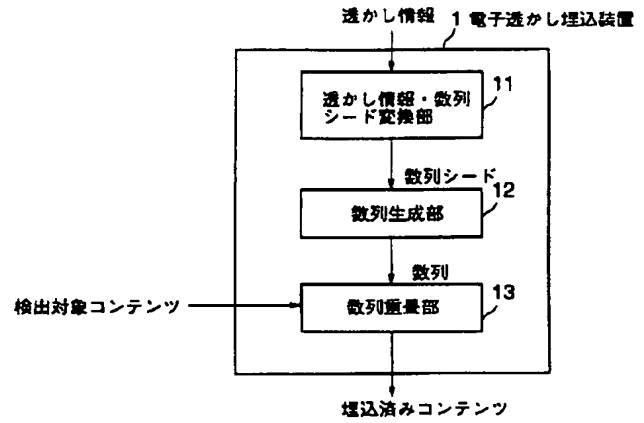 透かし情報
1 電子透かし埋込装置
透かし情報・数列
シード変換部
11
数列シード
数列生成部
12
数列
検出対象コンテンツ
数列重畳部
13
埋込済みコンテンツ